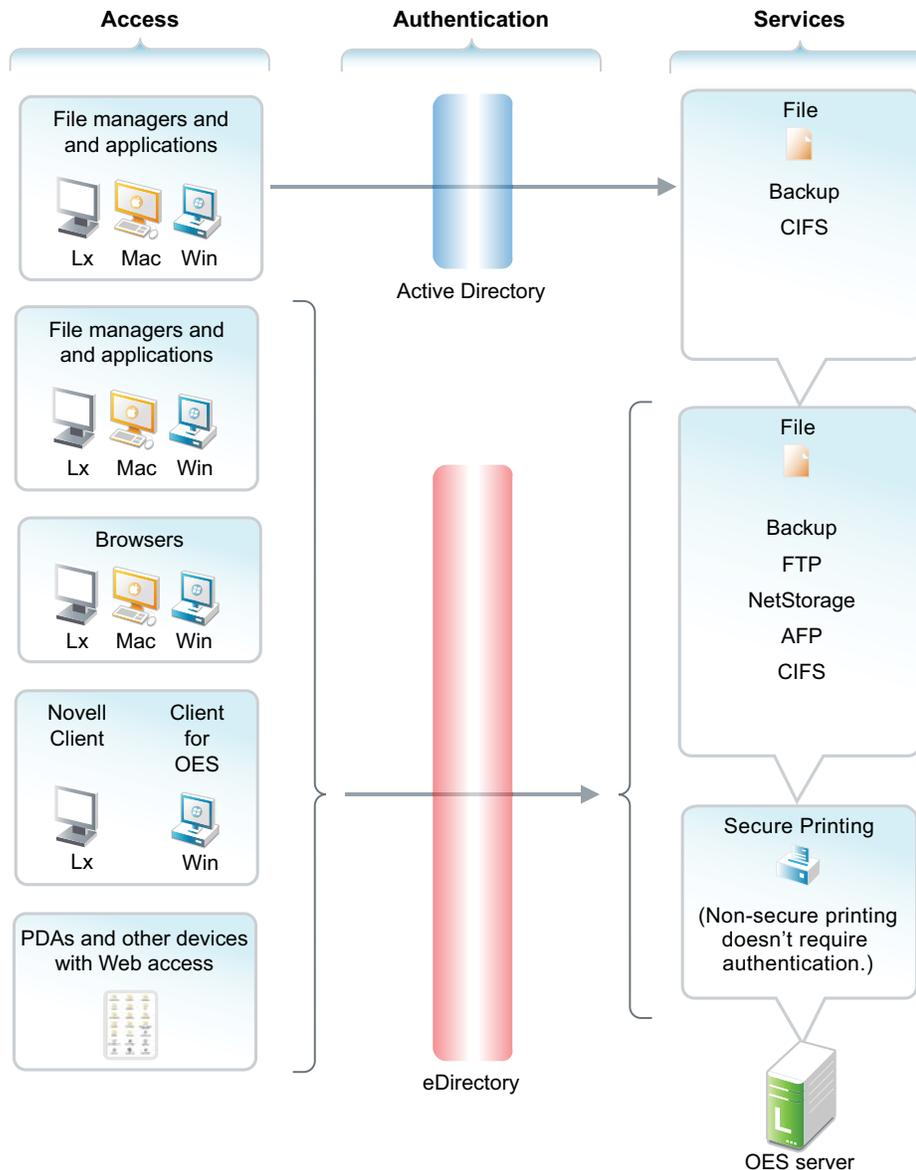 Access
Authentication
Services
File managers and
and applications
Lx Mac Win
Active Directory
File
Backup
CIFS
File managers and
and applications
Lx Mac Win
Browsers
Lx Mac Win
Novell
Client
Client
for
OES
Lx Win
PDAs and other devices
with Web access
eDirectory
File
Backup
FTP
NetStorage
AFP
CIFS
Secure Printing
(Non-secure printing
doesn't require
authentication.)
L
OES server